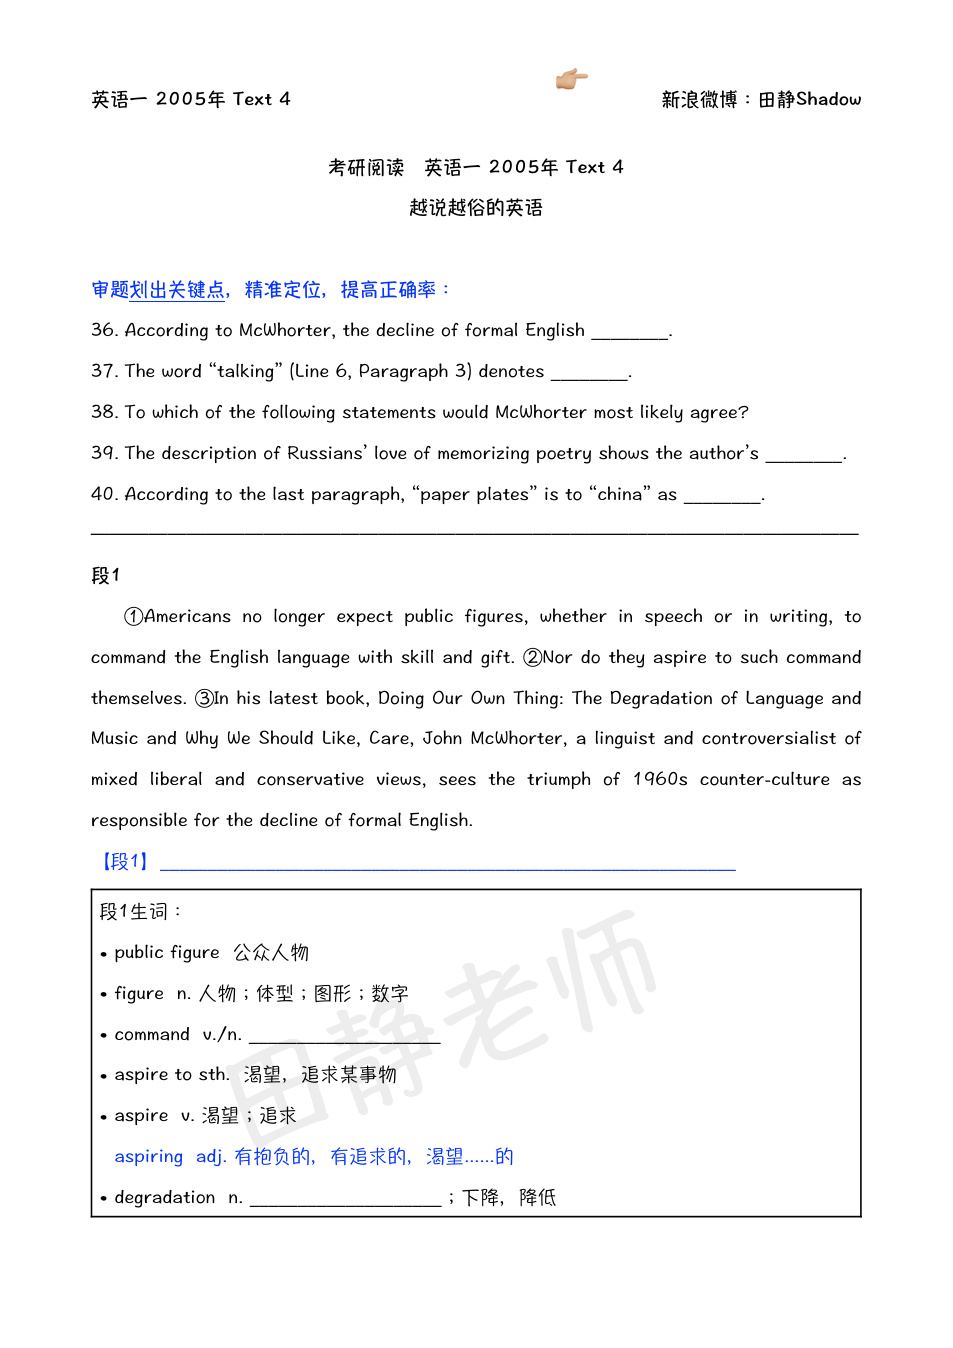 英语一 2005年 Text 4 新浪微博：田静Shadow
考研阅读 英语一 2005年 Text 4
越说越俗的英语
审题划出关键点，精准定位，提高正确率：
36. According to McWhorter, the decline of formal English ________.
37. The word “talking” (Line 6, Paragraph 3) denotes ________.
38. To which of the following statements would McWhorter most likely agree?
39. The description of Russians’ love of memorizing poetry shows the author’s ________.
40. According to the last paragraph, “paper plates” is to “china” as ________.
段1
①Americans no longer expect public figures, whether in speech or in writing, to
command the English language with skill and gift. ②Nor do they aspire to such command
themselves. ③In his latest book, Doing Our Own Thing: The Degradation of Language and
Music and Why We Should Like, Care, John McWhorter, a linguist and controversialist of
mixed liberal and conservative views, sees the triumph of 1960s counter-culture as
responsible for the decline of formal English.
【段1】____________________________________________________________
段1生词：
• public figure 公众人物
• figure n. 人物；体型；图形；数字
• command v./n. ____________________
• aspire to sth. 渴望，追求某事物
• aspire v. 渴望；追求
aspiring adj. 有抱负的，有追求的，渴望......的
• degradation n. ____________________；下降，降低
田静老师